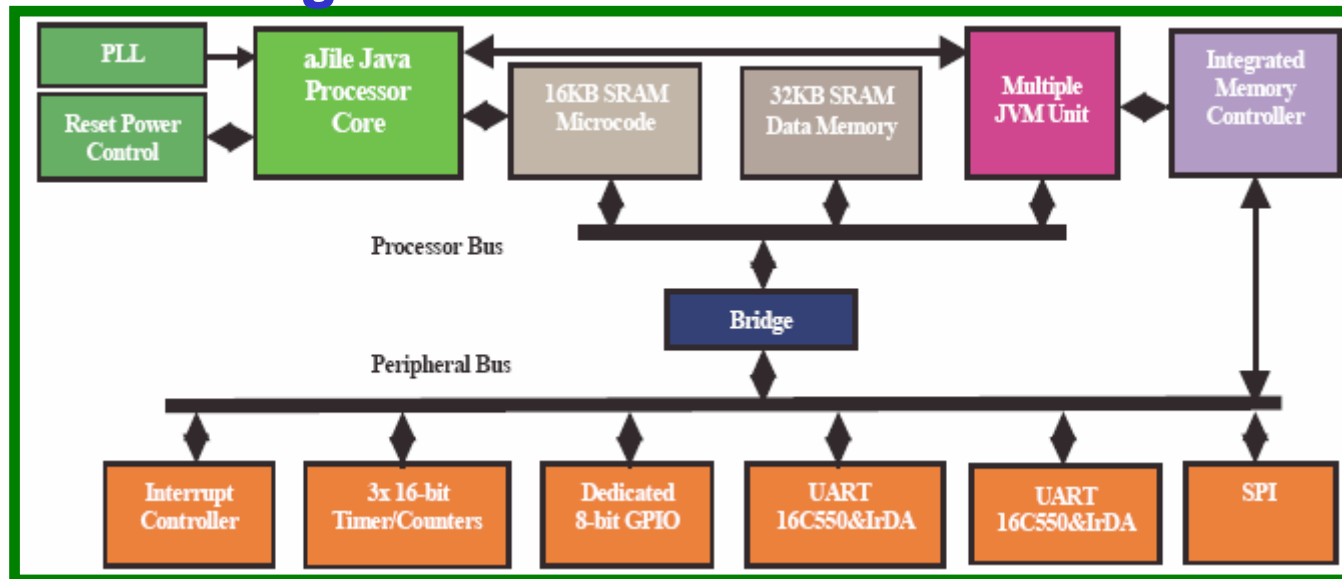 PLL
Reset Power
Control
aJile Java
Processor
Core
16KB SRAM
Microcode
32KB SRAM
Data Memory
Multiple
JVM Unit
Integrated
Memory
Controller
Processor Bus
Bridge
Peripheral Bus
Interrupt
Controller
3x 16-bit
Timer/Counters
Dedicated
8-bit GPIO
UART
16C550&IrDA
UART
16C550&IrDA
SPI